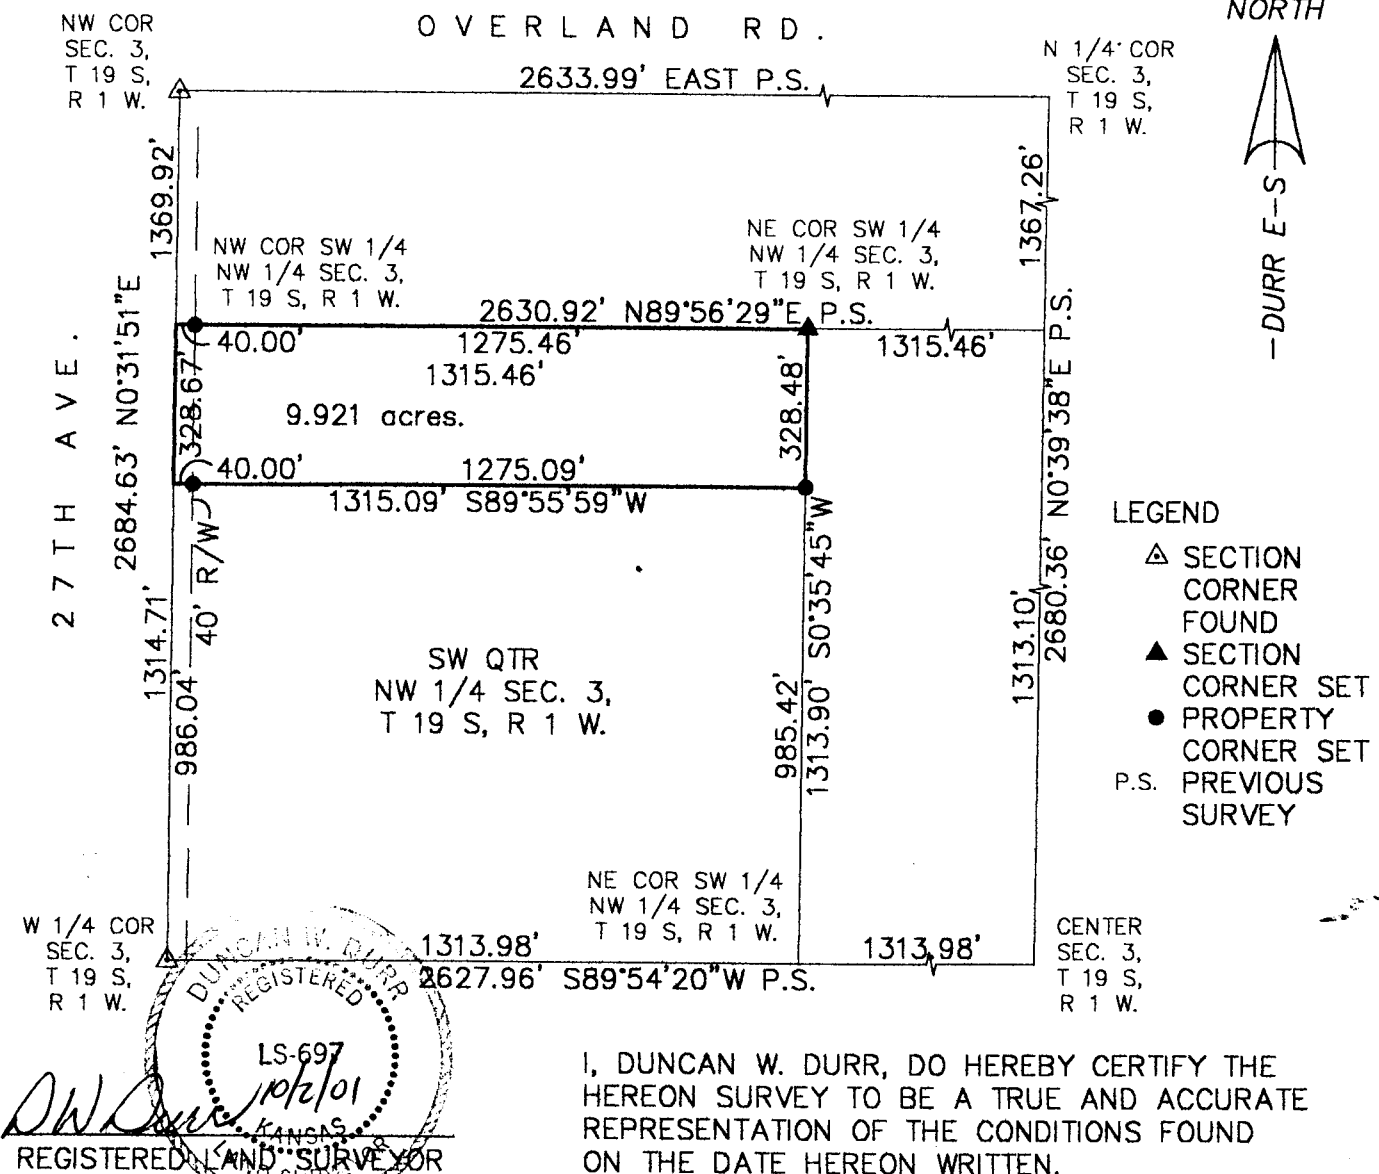 OVERLAND RD.
NORTH
NW COR
SEC. 3,
T 19 S,
R 1 W.
2633.99' EAST P.S.
N 1/4 COR
SEC. 3,
T 19 S,
R 1 W.
DURR E-S
1369.92'
1367.26'
NW COR SW 1/4
NW 1/4 SEC. 3,
T 19 S, R 1 W.
NE COR SW 1/4
NW 1/4 SEC. 3,
T 19 S, R 1 W.
2630.92' N89°56'29"E P.S.
40.00'
1275.46'
1315.46'
1315.46'
328.67'
328.48'
9.921 acres.
40.00'
1275.09'
1315.09' S89°55'59"W
27TH AVE.
2684.63' N0°31'51"E
2680.36' N0°39'38"E P.S.
40' R/W
1314.71'
986.04'
985.42'
1313.90' S0°35'45"W
1313.10'
SW QTR
NW 1/4 SEC. 3,
T 19 S, R 1 W.
LEGEND
SECTION
CORNER
FOUND
SECTION
CORNER SET
PROPERTY
CORNER SET
P.S. PREVIOUS
SURVEY
NE COR SW 1/4
NW 1/4 SEC. 3,
T 19 S, R 1 W.
W 1/4 COR
SEC. 3,
T 19 S,
R 1 W.
1313.98'
1313.98'
2627.96' S89°54'20"W P.S.
CENTER
SEC. 3,
T 19 S,
R 1 W.
DUNCAN W. DURR
REGISTERED
LS-697
10/2/01
KANSAS
LAND SURVEYOR
DW Durr
REGISTERED LAND SURVEYOR
I, DUNCAN W. DURR, DO HEREBY CERTIFY THE
HEREON SURVEY TO BE A TRUE AND ACCURATE
REPRESENTATION OF THE CONDITIONS FOUND
ON THE DATE HEREON WRITTEN.